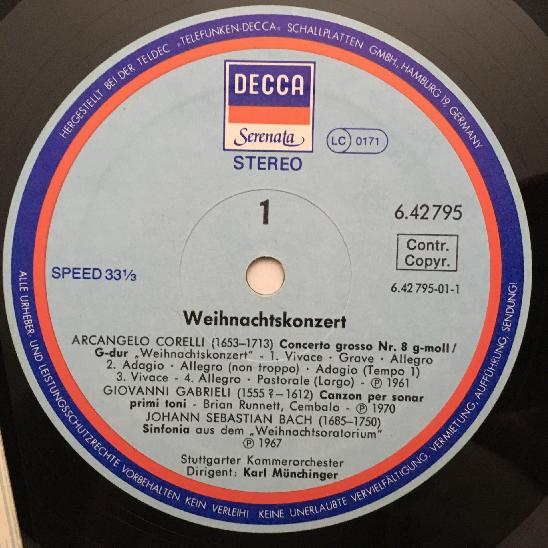 HERGESTELLT BEI DER TELDEC „TELEFUNKEN-DECCA“ SCHALLPLATTEN GMBH, HAMBURG 19, GERMANY
DECCA
Serenata
LC 0171
STEREO
1
6.42795
Contr.
Copyr.
SPEED 33⅓
6.42 795-01-1
Weihnachtskonzert
ARCANGELO CORELLI (1653–1713) Concerto grosso Nr. 8 g-moll/
G-dur „Weihnachtskonzert“ - 1. Vivace · Grave · Allegro
2. Adagio · Allegro (non troppo) · Adagio (Tempo 1)
3. Vivace - 4. Allegro · Pastorale (Largo) - Ⓟ 1961
GIOVANNI GABRIELI (1555 ?–1612) Canzon per sonar
primi toni - Brian Runnett, Cembalo - Ⓟ 1970
JOHANN SEBASTIAN BACH (1685–1750)
Sinfonia aus dem „Weihnachtsoratorium“
Ⓟ 1967
Stuttgarter Kammerorchester
Dirigent: Karl Münchinger
ALLE URHEBER- UND LEISTUNGSSCHUTZRECHTE VORBEHALTEN KEIN VERLEIH! KEINE UNERLAUBTE VERVIELFÄLTIGUNG, VERMIETUNG, AUFFÜHRUNG, SENDUNG!